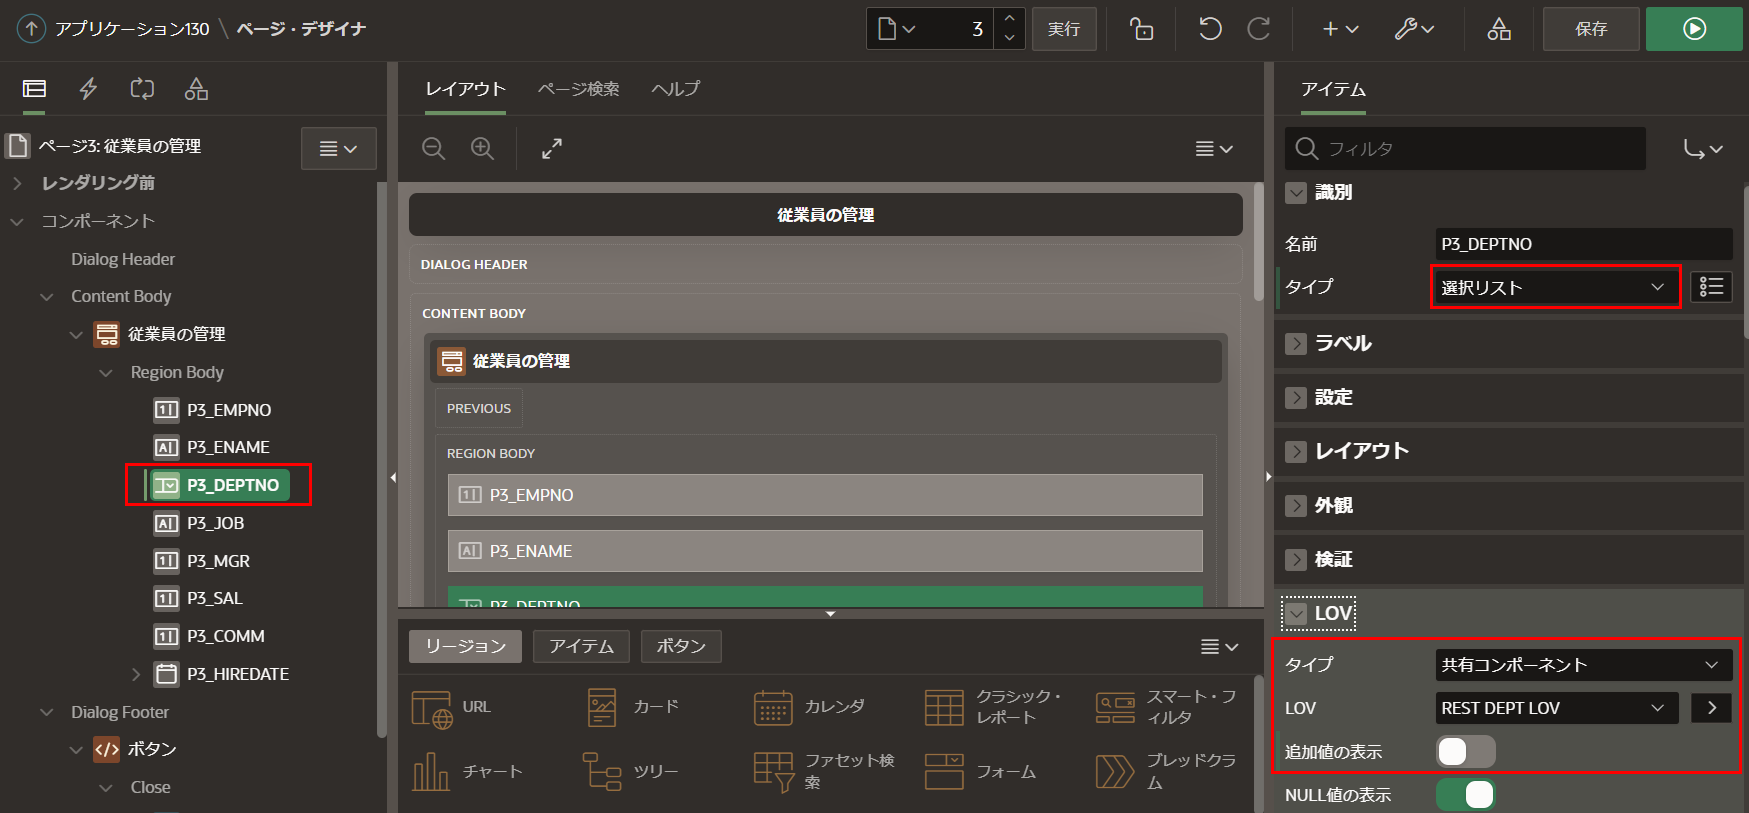 アプリケーション130 \ ページ・デザイナ
3
実行
保存
ページ3: 従業員の管理
レンダリング前
コンポーネント
Dialog Header
Content Body
従業員の管理
Region Body
P3_EMPNO
P3_ENAME
P3_DEPTNO
P3_JOB
P3_MGR
P3_SAL
P3_COMM
P3_HIREDATE
Dialog Footer
ボタン
Close
レイアウト
ページ検索
ヘルプ
従業員の管理
DIALOG HEADER
CONTENT BODY
従業員の管理
PREVIOUS
REGION BODY
P3_EMPNO
P3_ENAME
P3_DEPTNO
リージョン
アイテム
ボタン
URL
カード
カレンダ
クラシック・
レポート
スマート・フ
ィルタ
チャート
ツリー
ファセット検
索
フォーム
ブレッドクラ
ム
アイテム
フィルタ
識別
名前
P3_DEPTNO
タイプ
選択リスト
ラベル
設定
レイアウト
外観
検証
LOV
タイプ
共有コンポーネント
LOV
REST DEPT LOV
追加値の表示
NULL値の表示